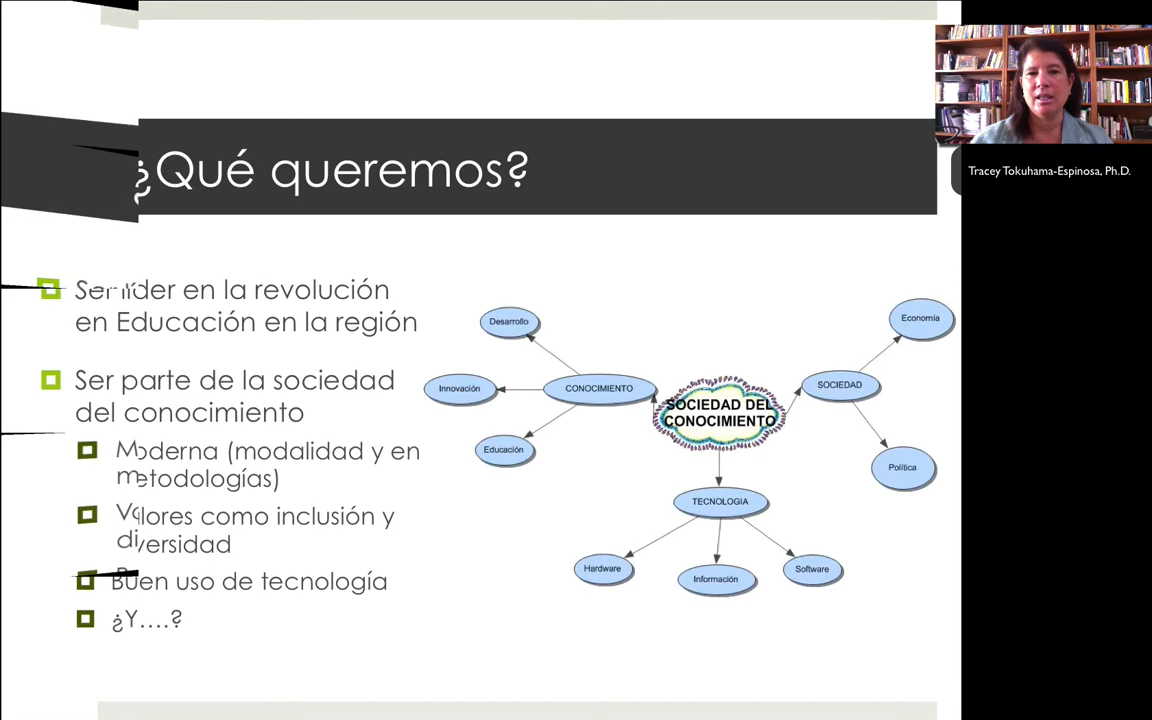 ¿Qué queremos?
Tracey Tokuhama-Espinosa, Ph.D.
Ser líder en la revolución
en Educación en la región
Ser parte de la sociedad
del conocimiento
Moderna (modalidad y en
metodologías)
Valores como inclusión y
diversidad
Buen uso de tecnología
¿Y....?
Desarrollo
Innovación
Educación
CONOCIMIENTO
SOCIEDAD DEL
CONOCIMIENTO
SOCIEDAD
Economía
Política
TECNOLOGIA
Hardware
Información
Software